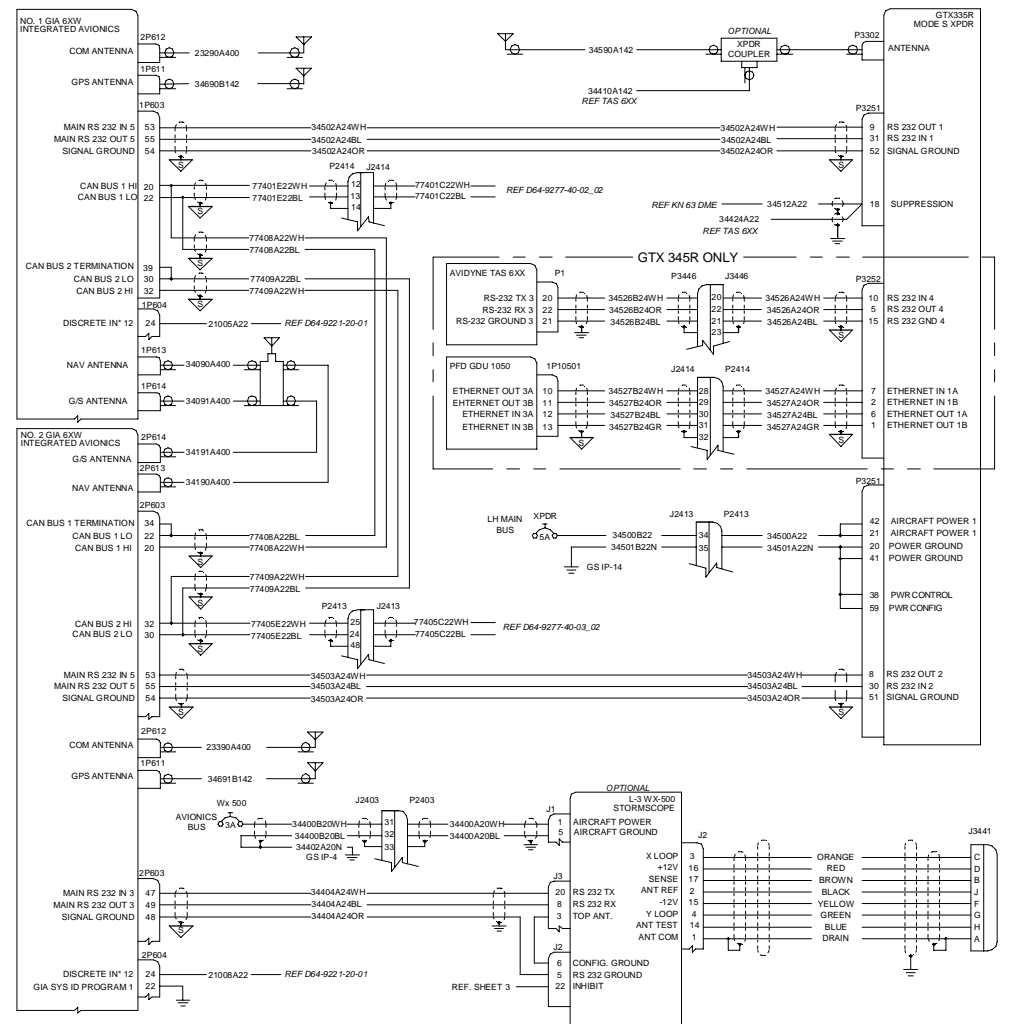 NO. 1 GIA 6XW
INTEGRATED AVIONICS
2P612
COM ANTENNA
23290A400
1P611
GPS ANTENNA
34690B142
1P603
MAIN RS 232 IN 5 53
MAIN RS 232 OUT 5 55
SIGNAL GROUND 54
34502A24WH
34502A24BL
34502A24OR
34502A24WH
34502A24BL
34502A24OR
CAN BUS 1 HI 20
CAN BUS 1 LO 22
77401E22WH
77401E22BL
P2414 J2414
12
13
14
77401C22WH
77401C22BL
REF D64-9277-40-02_02
77408A22WH
77408A22BL
CAN BUS 2 TERMINATION 39
CAN BUS 2 LO 30
CAN BUS 2 HI 32
77409A22BL
77409A22WH
1P604
DISCRETE IN* 12 24
21005A22
REF D64-9221-20-01
1P613
NAV ANTENNA
34090A400
1P614
G/S ANTENNA
34091A400
NO. 2 GIA 6XW
INTEGRATED AVIONICS
2P614
G/S ANTENNA
34191A400
2P613
NAV ANTENNA
34190A400
2P603
CAN BUS 1 TERMINATION 34
CAN BUS 1 LO 22
CAN BUS 1 HI 20
77408A22BL
77408A22WH
77409A22WH
77409A22BL
CAN BUS 2 HI 32
CAN BUS 2 LO 30
77405E22WH
77405E22BL
P2413 J2413
25
24
48
77405C22WH
77405C22BL
REF D64-9277-40-03_02
MAIN RS 232 IN 5 53
MAIN RS 232 OUT 5 55
SIGNAL GROUND 54
34503A24WH
34503A24BL
34503A24OR
34503A24WH
34503A24BL
34503A24OR
2P612
COM ANTENNA
23390A400
1P611
GPS ANTENNA
34691B142
Wx 500
AVIONICS
BUS
3A
J2403 P2403
34400B20WH 31 34400A20WH
34400B20BL 32 34400A20BL
34402A20N 33
GS IP-4
2P603
MAIN RS 232 IN 3 47
MAIN RS 232 OUT 3 49
SIGNAL GROUND 48
34404A24WH
34404A24BL
34404A24OR
2P604
DISCRETE IN* 12 24
GIA SYS ID PROGRAM 1 22
21008A22
REF D64-9221-20-01
GTX335R
MODE S XPDR
P3302
ANTENNA
34590A142
OPTIONAL
XPDR
COUPLER
34410A142
REF TAS 6XX
P3251
9 RS 232 OUT 1
31 RS 232 IN 1
52 SIGNAL GROUND
18 SUPPRESSION
REF KN 63 DME
34512A22
34424A22
REF TAS 6XX
GTX 345R ONLY
AVIDYNE TAS 6XX
P1
RS-232 TX 3 20
RS-232 RX 3 22
RS-232 GROUND 3 21
34526B24WH
34526B24OR
34526B24BL
P3446 J3446
20
22
21
23
34526A24WH
34526A24OR
34526A24BL
P3252
10 RS 232 IN 4
5 RS 232 OUT 4
15 RS 232 GND 4
PFD GDU 1050
1P10501
ETHERNET OUT 3A 10
EHTERNET OUT 3B 11
ETHERNET IN 3A 12
ETHERNET IN 3B 13
34527B24WH
34527B24OR
34527B24BL
34527B24GR
J2414 P2414
28
29
30
31
32
34527A24WH
34527A24OR
34527A24BL
34527A24GR
7 ETHERNET IN 1A
2 ETHERNET IN 1B
6 ETHERNET OUT 1A
1 ETHERNET OUT 1B
P3251
42 AIRCRAFT POWER 1
21 AIRCRAFT POWER 1
20 POWER GROUND
41 POWER GROUND
38 PWR CONTROL
59 PWR CONFIG
LH MAIN
BUS
XPDR
5A
34500B22
34501B22N
GS IP-14
J2413 P2413
34
35
34500A22
34501A22N
8 RS 232 OUT 2
30 RS 232 IN 2
51 SIGNAL GROUND
OPTIONAL
L-3 WX-500
STORMSCOPE
J1
1 AIRCRAFT POWER
5 AIRCRAFT GROUND
J3
20 RS 232 TX
8 RS 232 RX
3 TOP ANT.
J2
6 CONFIG. GROUND
5 RS 232 GROUND
22 INHIBIT
REF. SHEET 3
J2
X LOOP 3 ORANGE C
+12V 16 RED D
SENSE 17 BROWN B
ANT REF 2 BLACK J
-12V 15 YELLOW F
Y LOOP 4 GREEN G
ANT TEST 14 BLUE H
ANT COM 1 DRAIN A
J3441
S
S
S
S
S
S
S
S
S
S
S
S